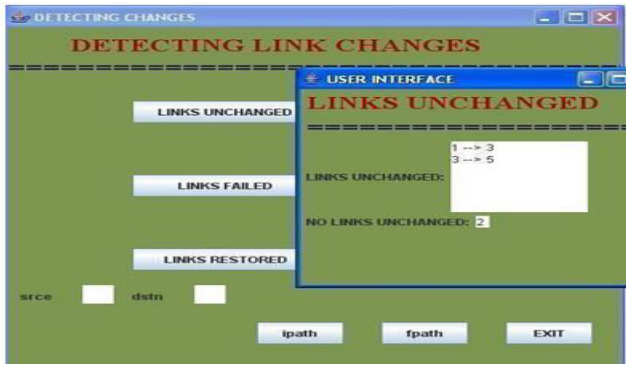 DETECTING CHANGES
DETECTING LINK CHANGES
LINKS UNCHANGED
LINKS FAILED
LINKS RESTORED
srce
dstn
ipath
fpath
EXIT
USER INTERFACE
LINKS UNCHANGED
LINKS UNCHANGED:
1 --> 3
3 --> 5
NO LINKS UNCHANGED: 2